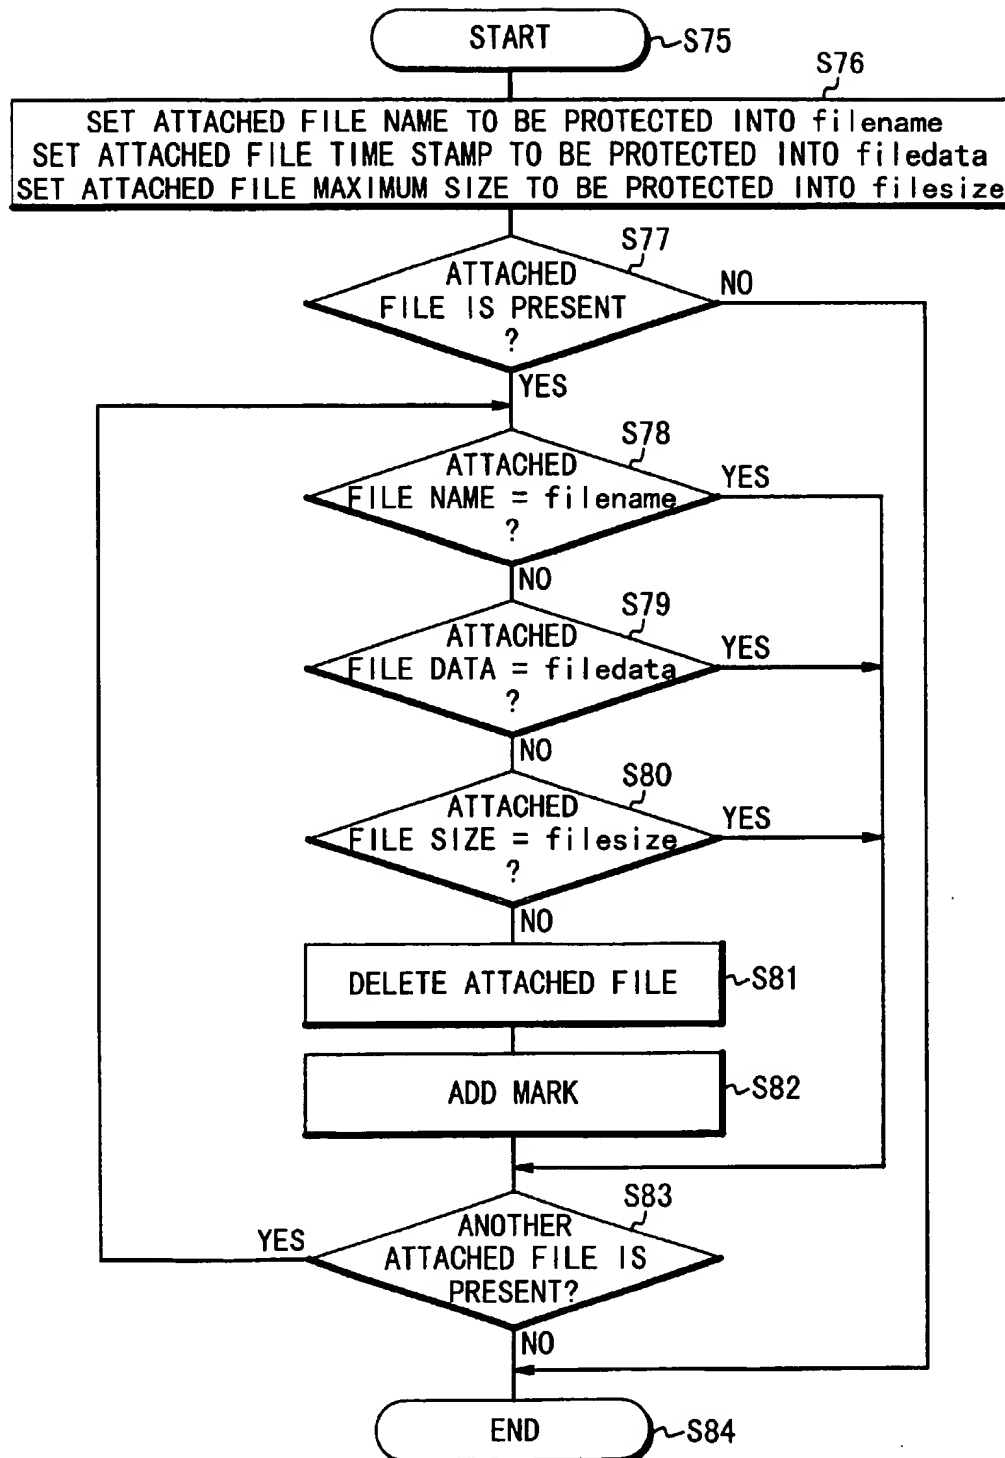 START
S75
S76
SET ATTACHED FILE NAME TO BE PROTECTED INTO filename
SET ATTACHED FILE TIME STAMP TO BE PROTECTED INTO filedata
SET ATTACHED FILE MAXIMUM SIZE TO BE PROTECTED INTO filesize
S77
ATTACHED
FILE IS PRESENT
?
NO
YES
S78
ATTACHED
FILE NAME = filename
?
YES
NO
S79
ATTACHED
FILE DATA = filedata
?
YES
NO
S80
ATTACHED
FILE SIZE = filesize
?
YES
NO
DELETE ATTACHED FILE
S81
ADD MARK
S82
S83
ANOTHER
ATTACHED FILE IS
PRESENT?
YES
NO
END
S84